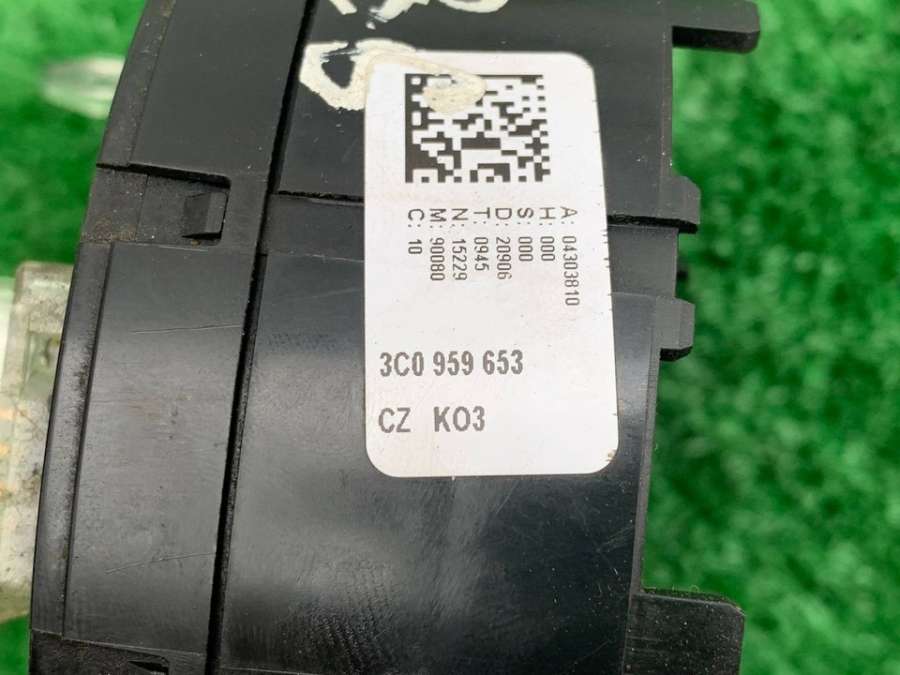 A: 04303810
H: 000
S: 000
D: 20906
T: 0945
N: 15229
M: 90080
C: 10
3C0 959 653
CZ KO3